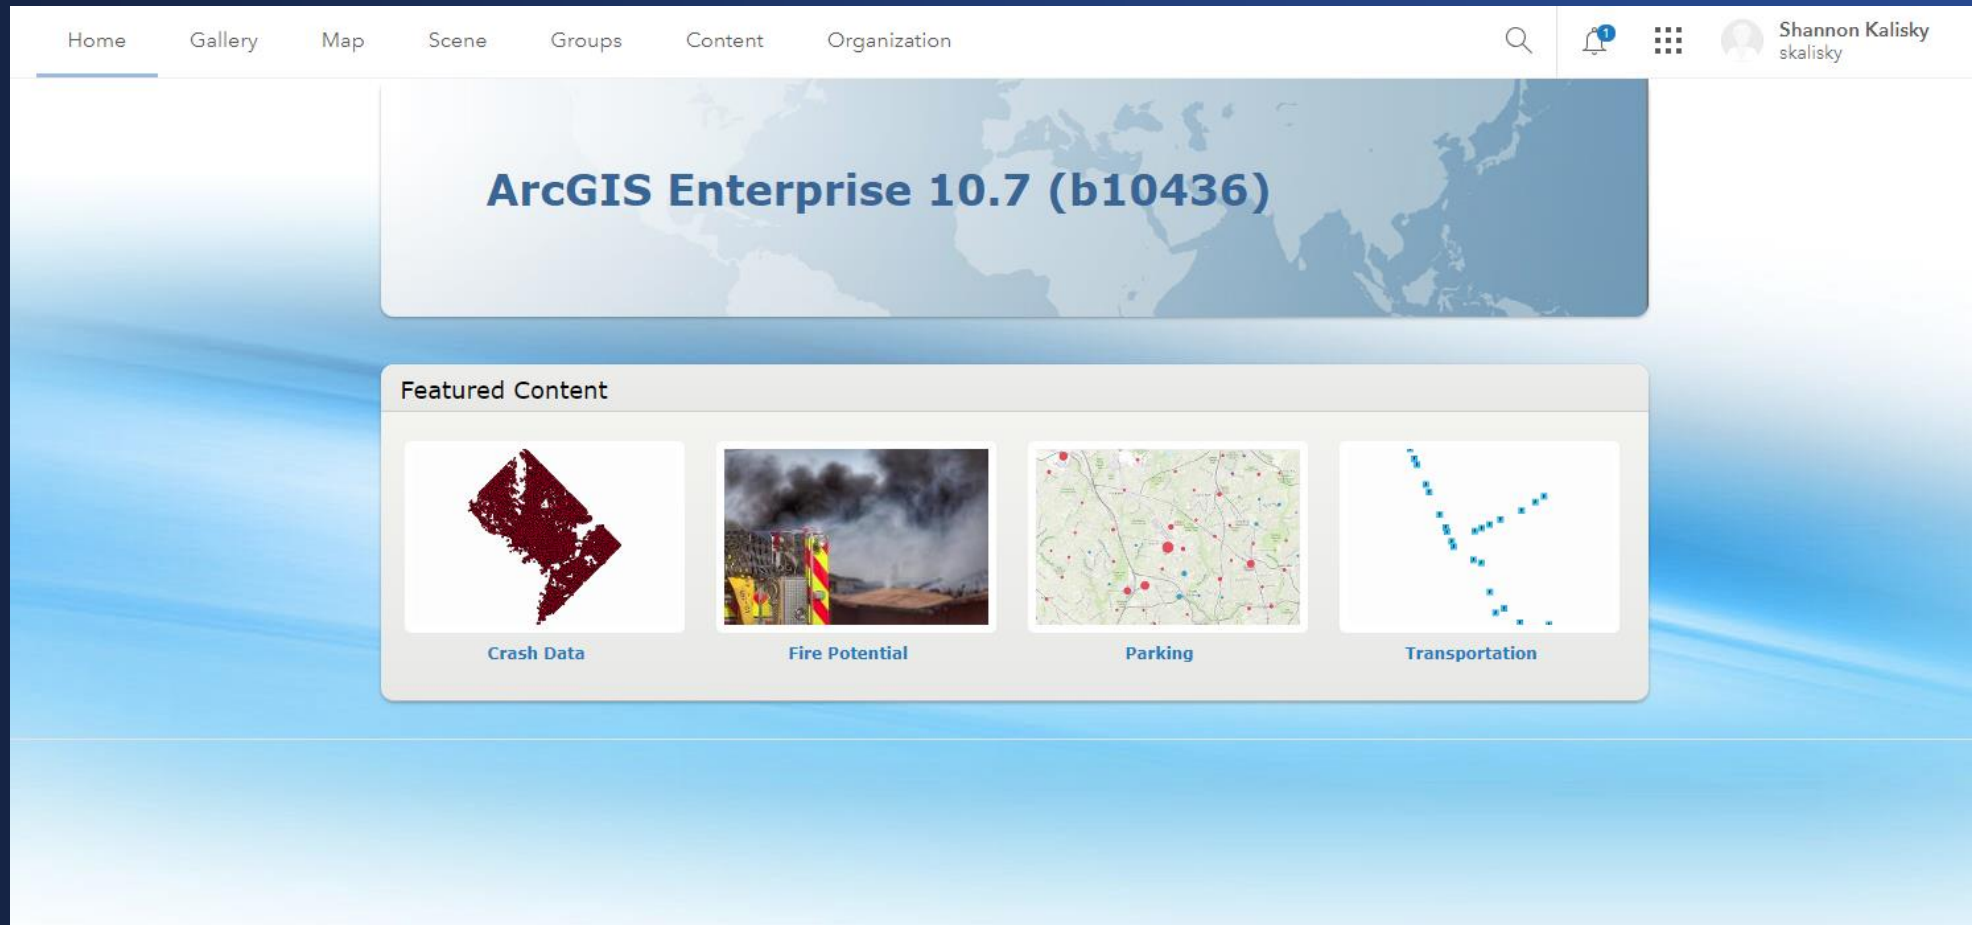 Home Gallery Map Scene Groups Content Organization
1
Shannon Kalisky
skalisky
ArcGIS Enterprise 10.7 (b10436)
Featured Content
Crash Data Fire Potential Parking Transportation